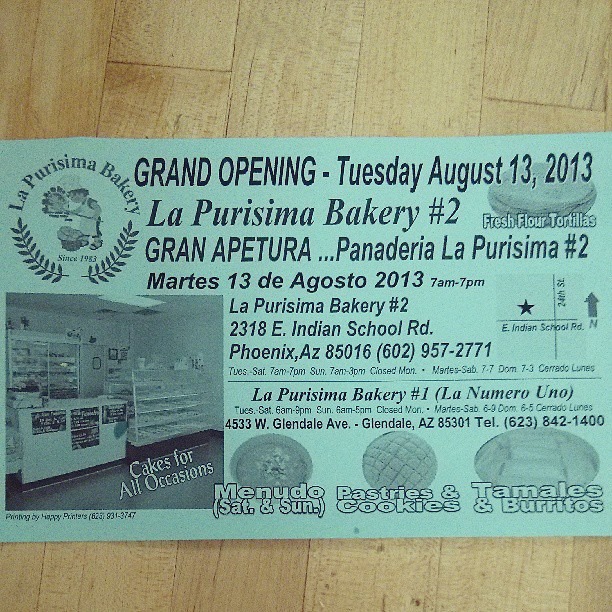 La Purisima Bakery
Since 1983
GRAND OPENING - Tuesday August 13, 2013
La Purisima Bakery #2
Fresh Flour Tortillas
GRAN APETURA ...Panaderia La Purisima #2
Martes 13 de Agosto 2013 7am-7pm
La Purisima Bakery #2
2318 E. Indian School Rd.
Phoenix,Az 85016 (602) 957-2771
24th St.
E. Indian School Rd.
N
Tues.-Sat. 7am-7pm Sun. 7am-3pm Closed Mon. • Martes-Sab. 7-7 Dom. 7-3 Cerrado Lunes
La Purisima Bakery #1 (La Numero Uno)
Tues.-Sat. 6am-9pm Sun. 6am-5pm Closed Mon. • Martes-Sab. 6-9 Dom. 6-5 Cerrado Lunes
4533 W. Glendale Ave. - Glendale, AZ 85301 Tel. (623) 842-1400
Cakes for
All Occassions
Menudo
(Sat. & Sun.)
Pastries &
Cookies
Tamales
& Burritos
Printing by Happy Printers (623) 931-3747